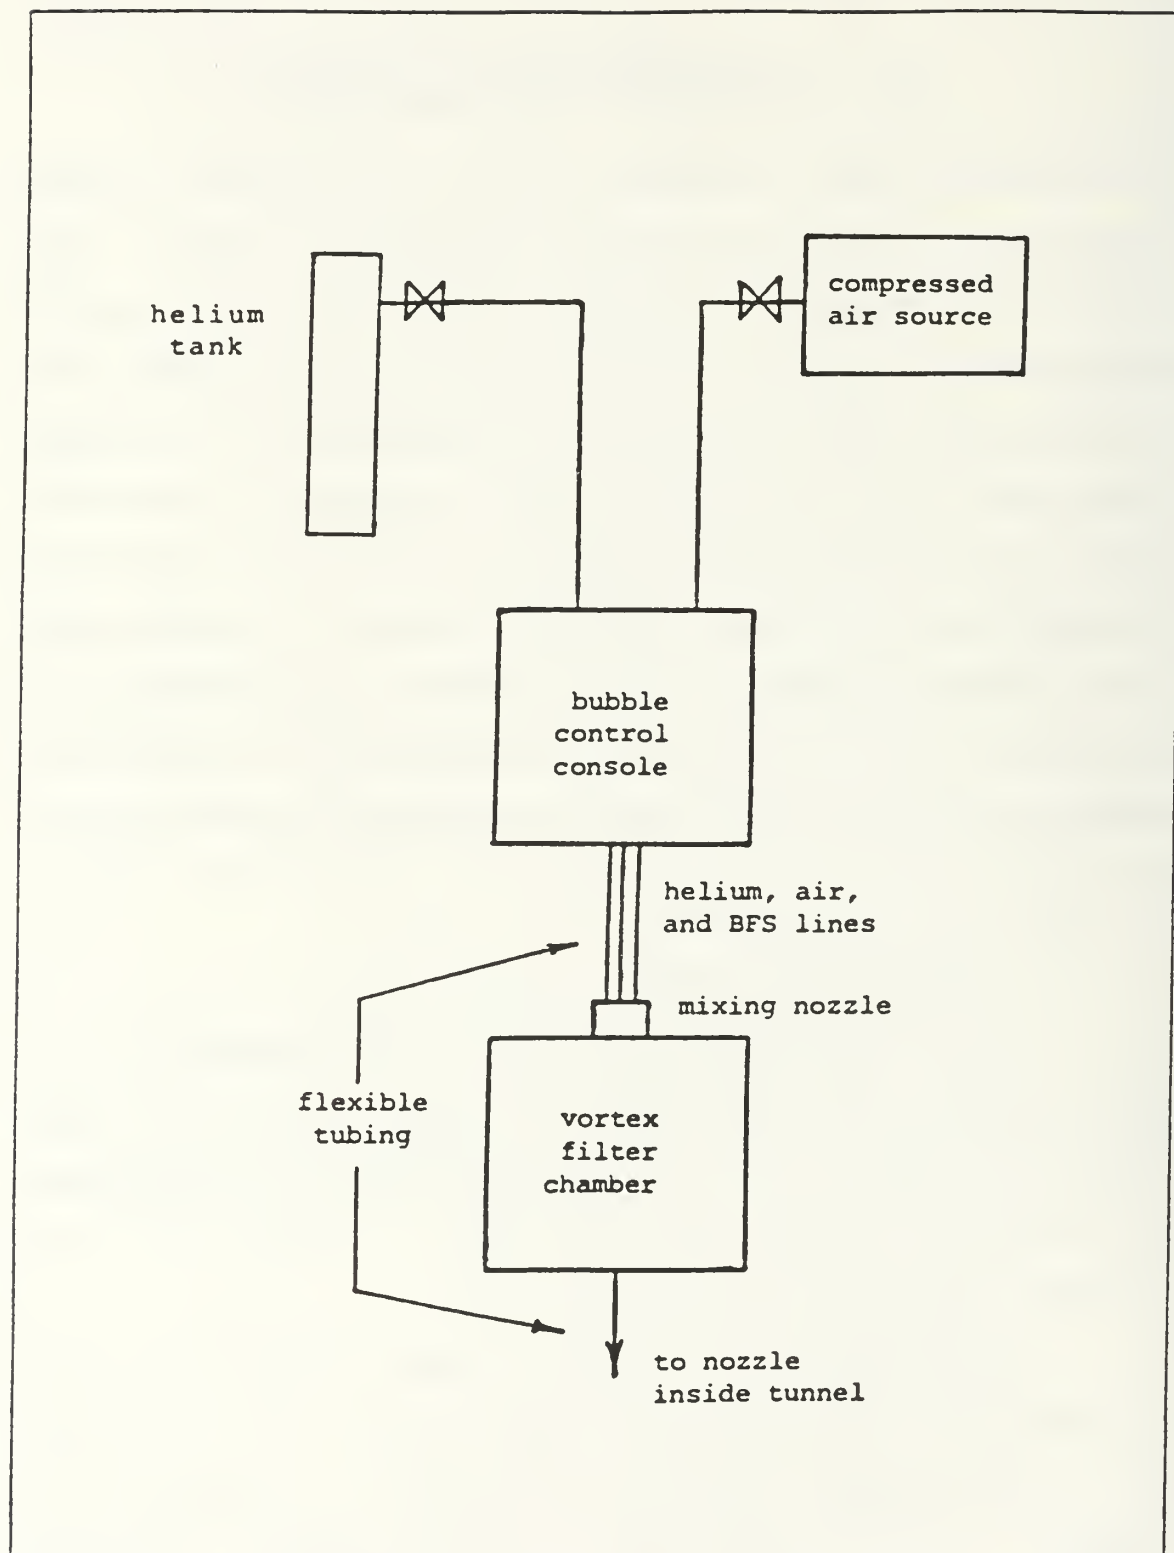 helium
tank
compressed
air source
bubble
control
console
helium, air,
and BFS lines
mixing nozzle
flexible
tubing
vortex
filter
chamber
to nozzle
inside tunnel